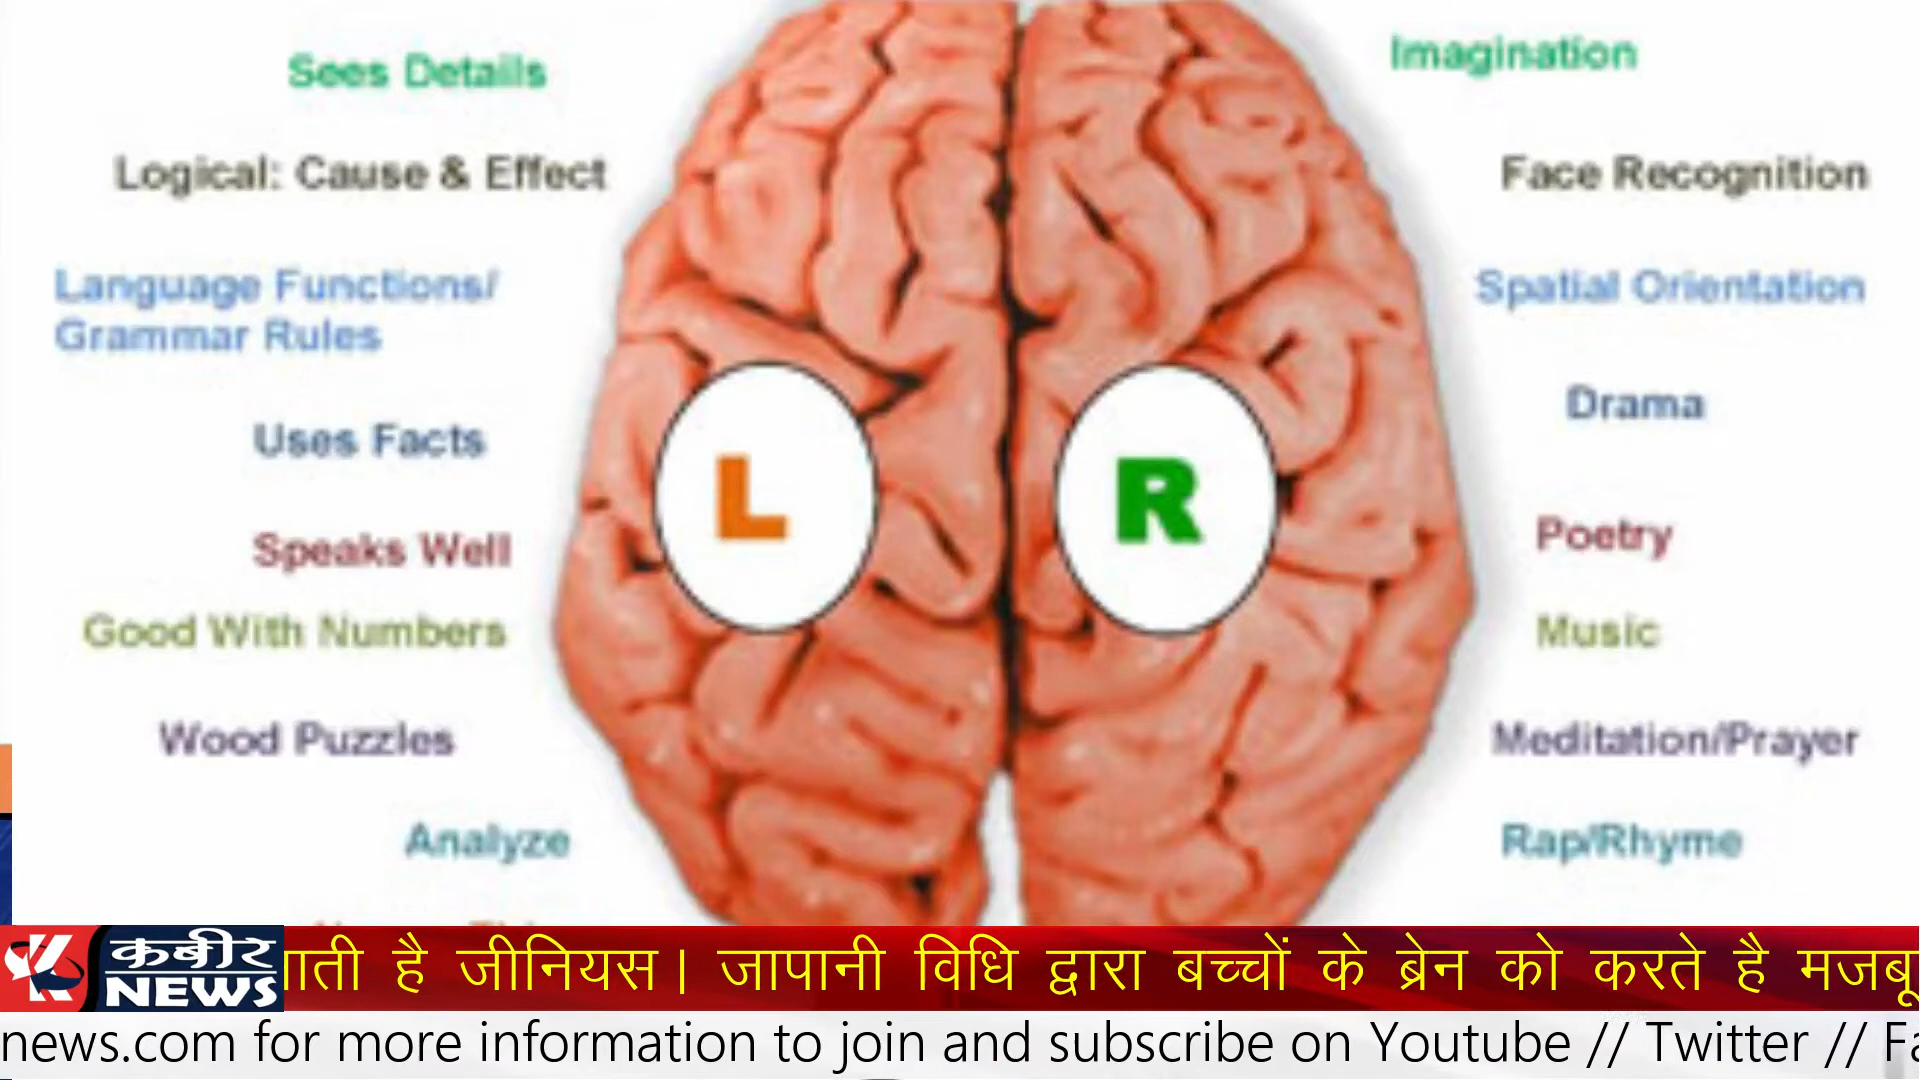 Sees Details
Imagination
Logical: Cause & Effect
Face Recognition
Language Functions/
Grammar Rules
Spatial Orientation
Uses Facts
Drama
L
R
Speaks Well
Poetry
Good With Numbers
Music
Wood Puzzles
Meditation/Prayer
Analyze
Rap/Rhyme
कबीर
NEWS
है जीनियस। जापानी विधि द्वारा बच्चों के ब्रेन को करते है
news.com for more information to join and subscribe on Youtube // Twitter //